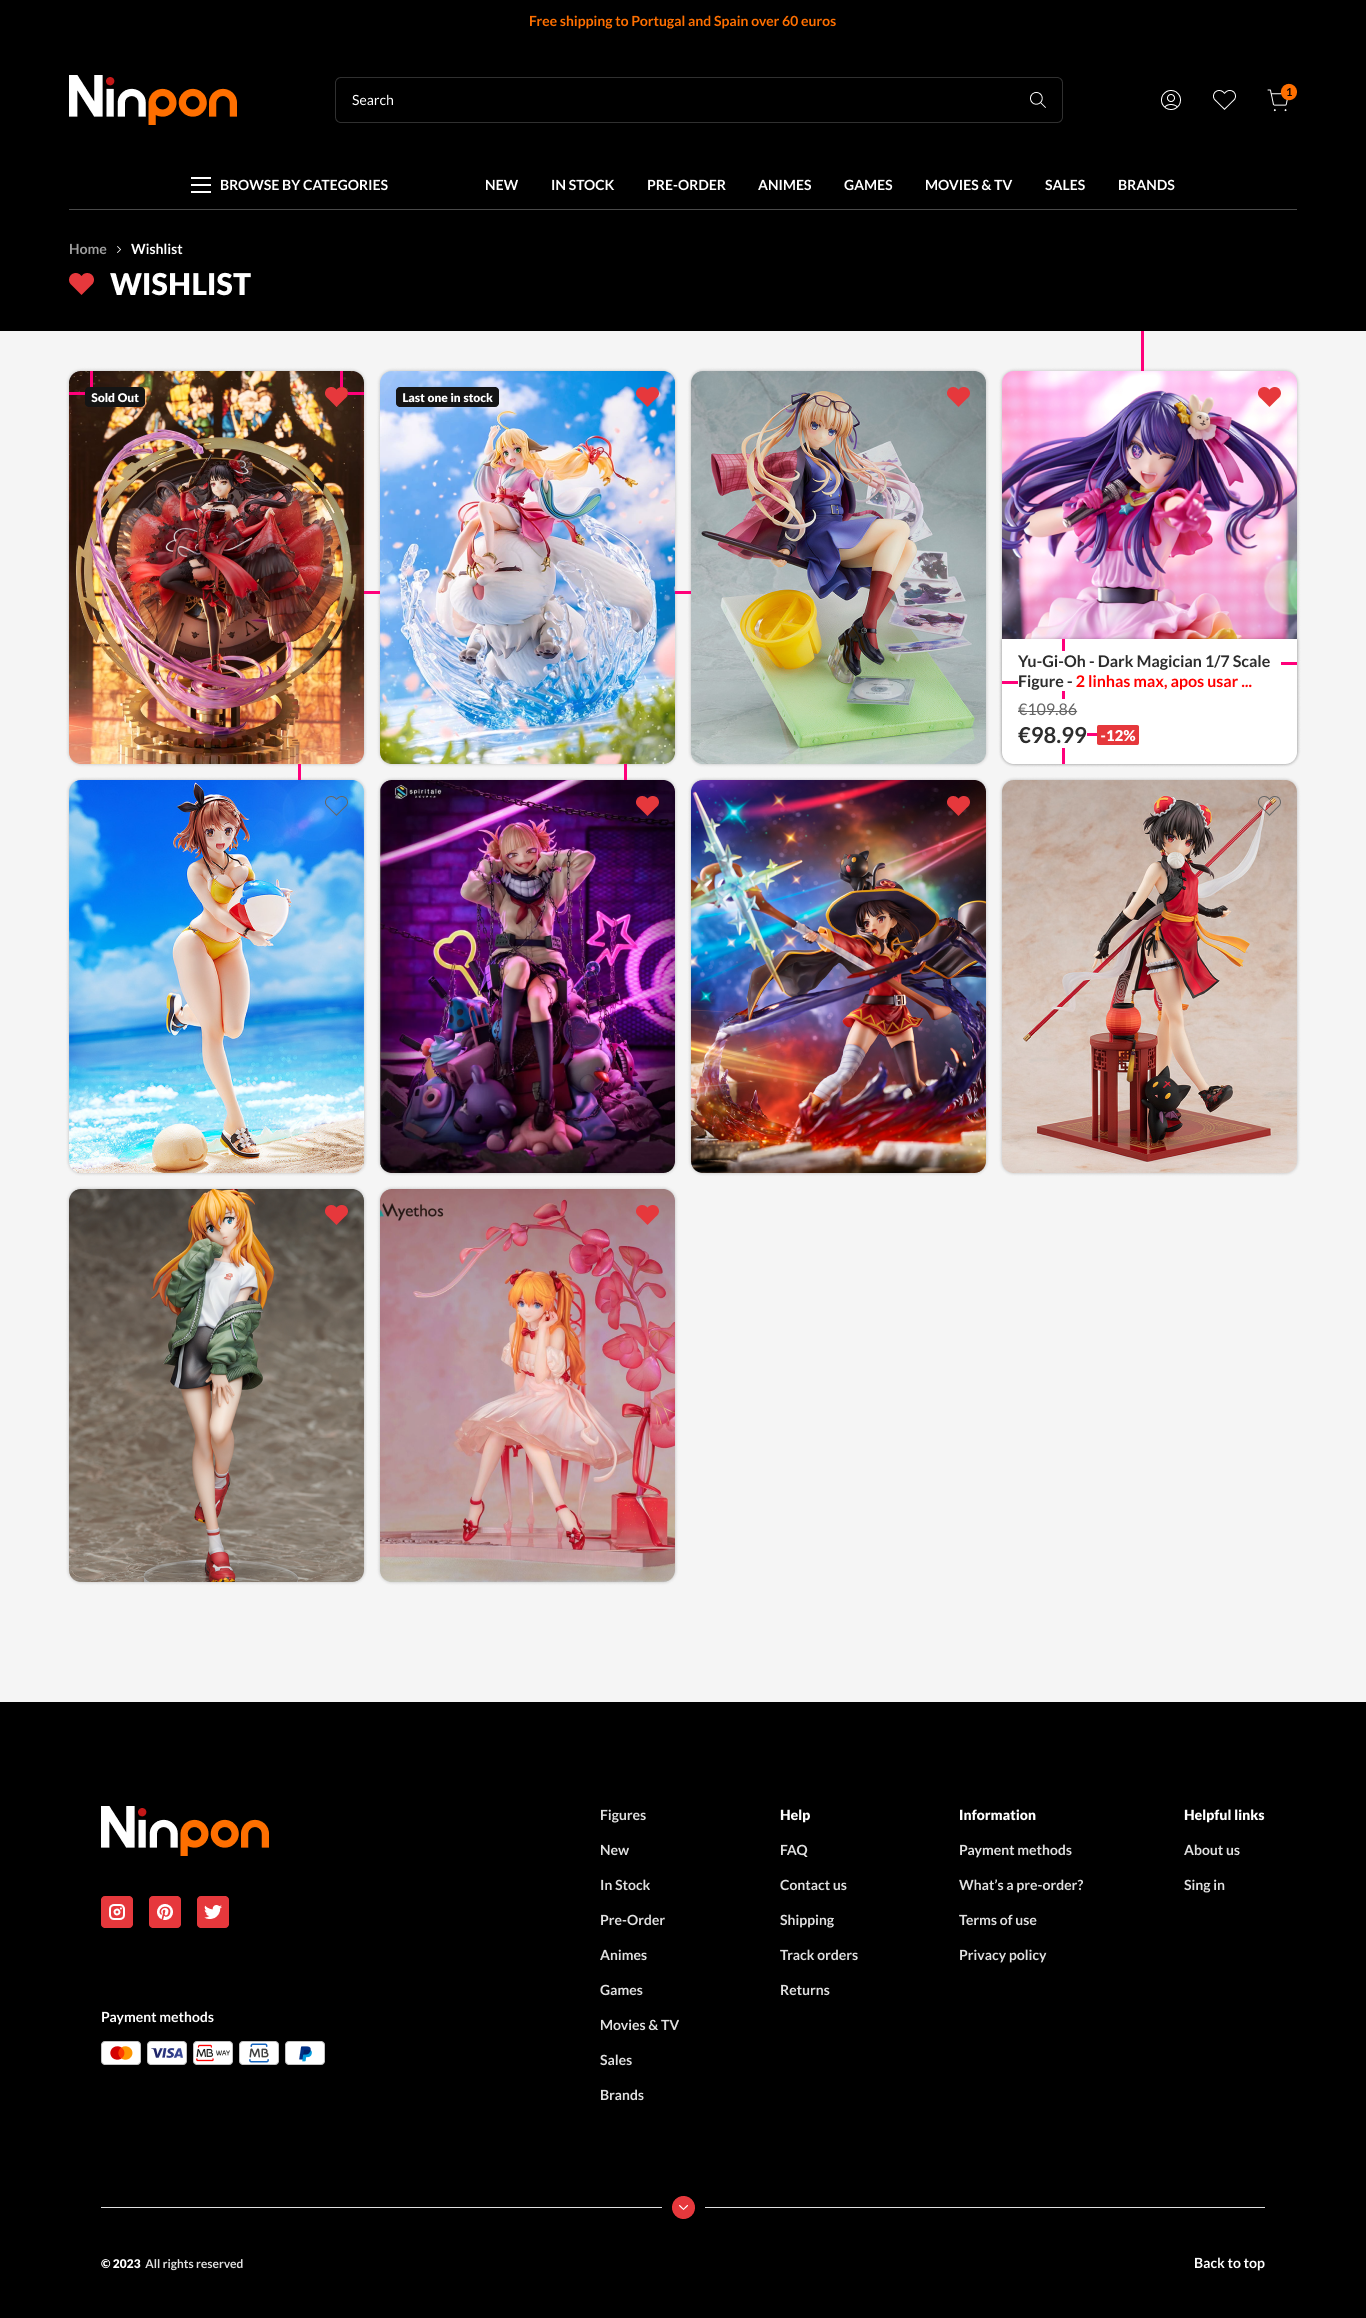 Free shipping to Portugal and Spain over 60 euros
Ninpon
Search
1
BROWSE BY CATEGORIES
NEW
IN STOCK
PRE-ORDER
ANIMES
GAMES
MOVIES & TV
SALES
BRANDS
Home
Wishlist
WISHLIST
Sold Out
Last one in stock
Yu-Gi-Oh - Dark Magician 1/7 Scale
Figure - 2 linhas max, apos usar ...
€109.86
€98.99
-12%
spiritale
Myethos
Ninpon
Figures
New
In Stock
Pre-Order
Animes
Games
Movies & TV
Sales
Brands
Help
FAQ
Contact us
Shipping
Track orders
Returns
Information
Payment methods
What's a pre-order?
Terms of use
Privacy policy
Helpful links
About us
Sing in
Payment methods
VISA
MB WAY
MB
© 2023 All rights reserved
Back to top